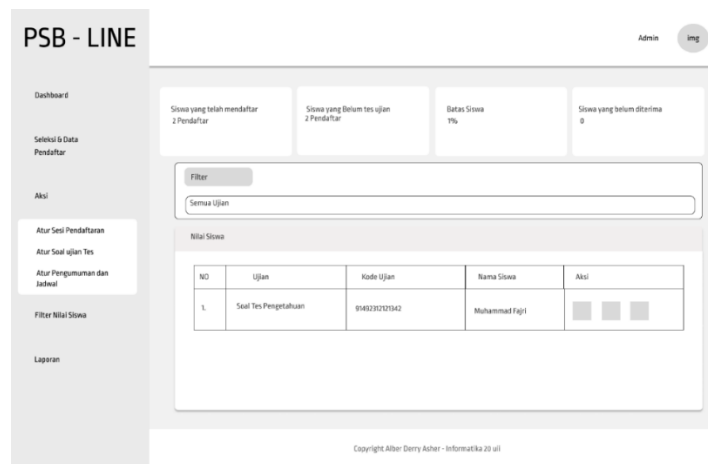 PSB - LINE
Admin
img
Dashboard
Seleksi & Data
Pendaftar
Aksi
Atur Sesi Pendaftaran
Atur Soal ujian Tes
Atur Pengumuman dan
Jadwal
Filter Nilai Siswa
Laporan
Siswa yang telah mendaftar
2 Pendaftar
Siswa yang Belum tes ujian
2 Pendaftar
Batas Siswa
1%
Siswa yang belum diterima
0
Filter
Semua Ujian
Nilai Siswa
NO Ujian Kode Ujian Nama Siswa Aksi
1. Soal Tes Pengetahuan 91492312121342 Muhammad Fajri
Copyright Alber Derry Asher - Informatika 20 uii